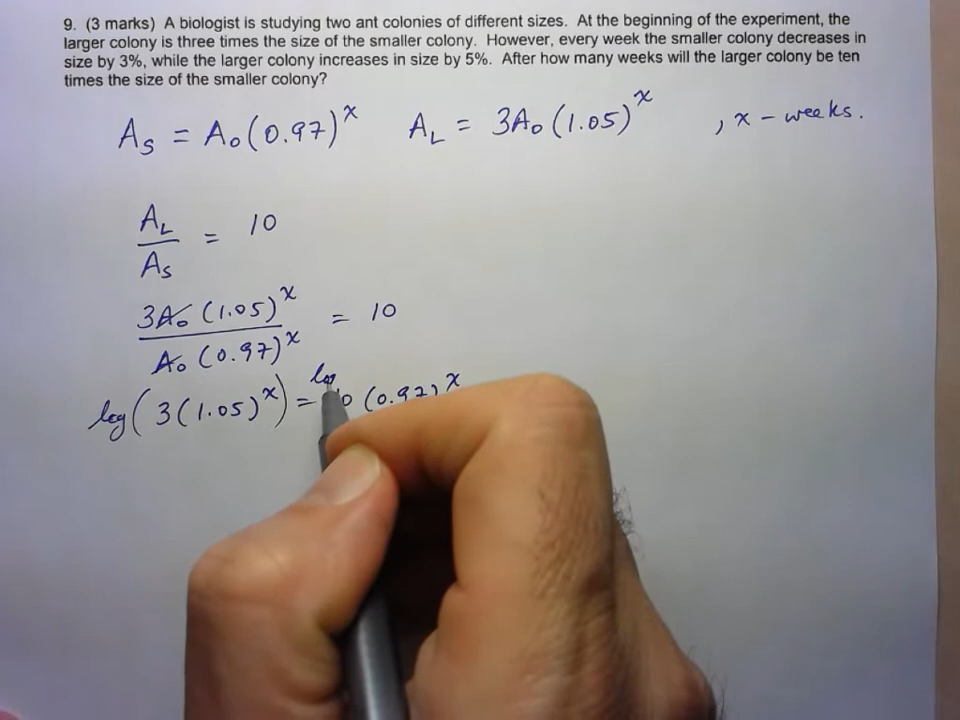 9. (3 marks) A biologist is studying two ant colonies of different sizes. At the beginning of the experiment, the
larger colony is three times the size of the smaller colony. However, every week the smaller colony decreases in
size by 3%, while the larger colony increases in size by 5%. After how many weeks will the larger colony be ten
times the size of the smaller colony?
A_S = A_0(0.97)^x    A_L = 3A_0(1.05)^x    , x - weeks.
A_L / A_S = 10
3A_0(1.05)^x / A_0(0.97)^x = 10
log(3(1.05)^x) = log (0.97)^x